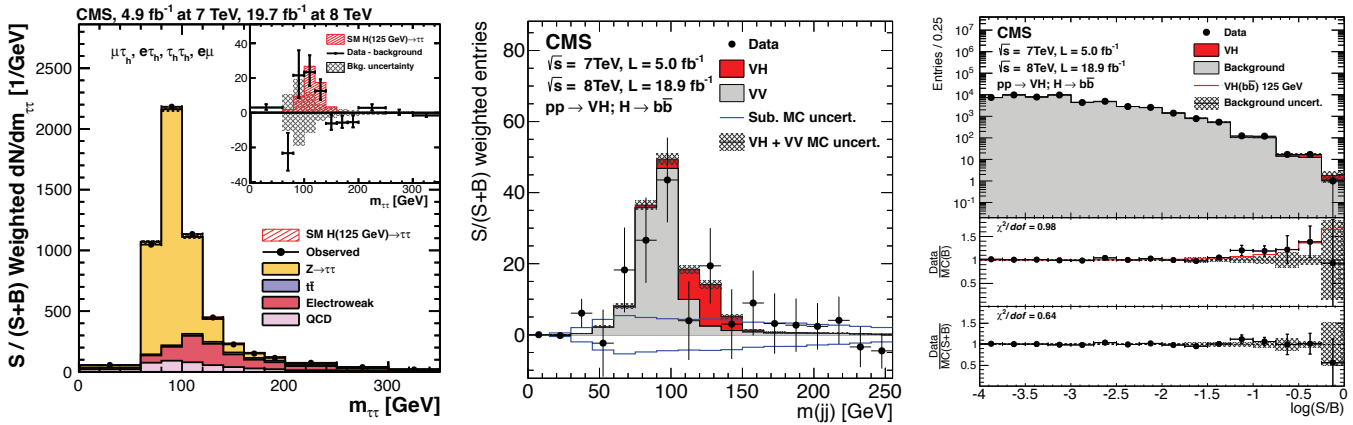 CMS, 4.9 fb⁻¹ at 7 TeV, 19.7 fb⁻¹ at 8 TeV
S / (S+B) Weighted dN/dm_ττ [1/GeV]
μτ_h, eτ_h, τ_hτ_h, eμ
2500
2000
1500
1000
500
0
0 100 200 300
m_ττ [GeV]
SM H(125 GeV)→ττ
Data - background
Bkg. uncertainty
40
20
0
-20
-40
0 100 200 300
m_ττ [GeV]
SM H(125 GeV)→ττ
Observed
Z→ττ
tt̄
Electroweak
QCD
S/(S+B) weighted entries
CMS
√s = 7TeV, L = 5.0 fb⁻¹
√s = 8TeV, L = 18.9 fb⁻¹
pp → VH; H → bb̄
Data
VH
VV
Sub. MC uncert.
VH + VV MC uncert.
80
60
40
20
0
0 50 100 150 200 250
m(jj) [GeV]
Entries / 0.25
CMS
√s = 7TeV, L = 5.0 fb⁻¹
√s = 8TeV, L = 18.9 fb⁻¹
pp → VH; H → bb̄
Data
VH
Background
VH(bb̄) 125 GeV
Background uncert.
10⁷
10⁶
10⁵
10⁴
10³
10²
10
1
10⁻¹
χ²/dof = 0.98
Data
MC(B)
1.5
1
0.5
χ²/dof = 0.64
Data
MC(S+B)
1.5
1
0.5
-4 -3.5 -3 -2.5 -2 -1.5 -1 -0.5 0
log(S/B)